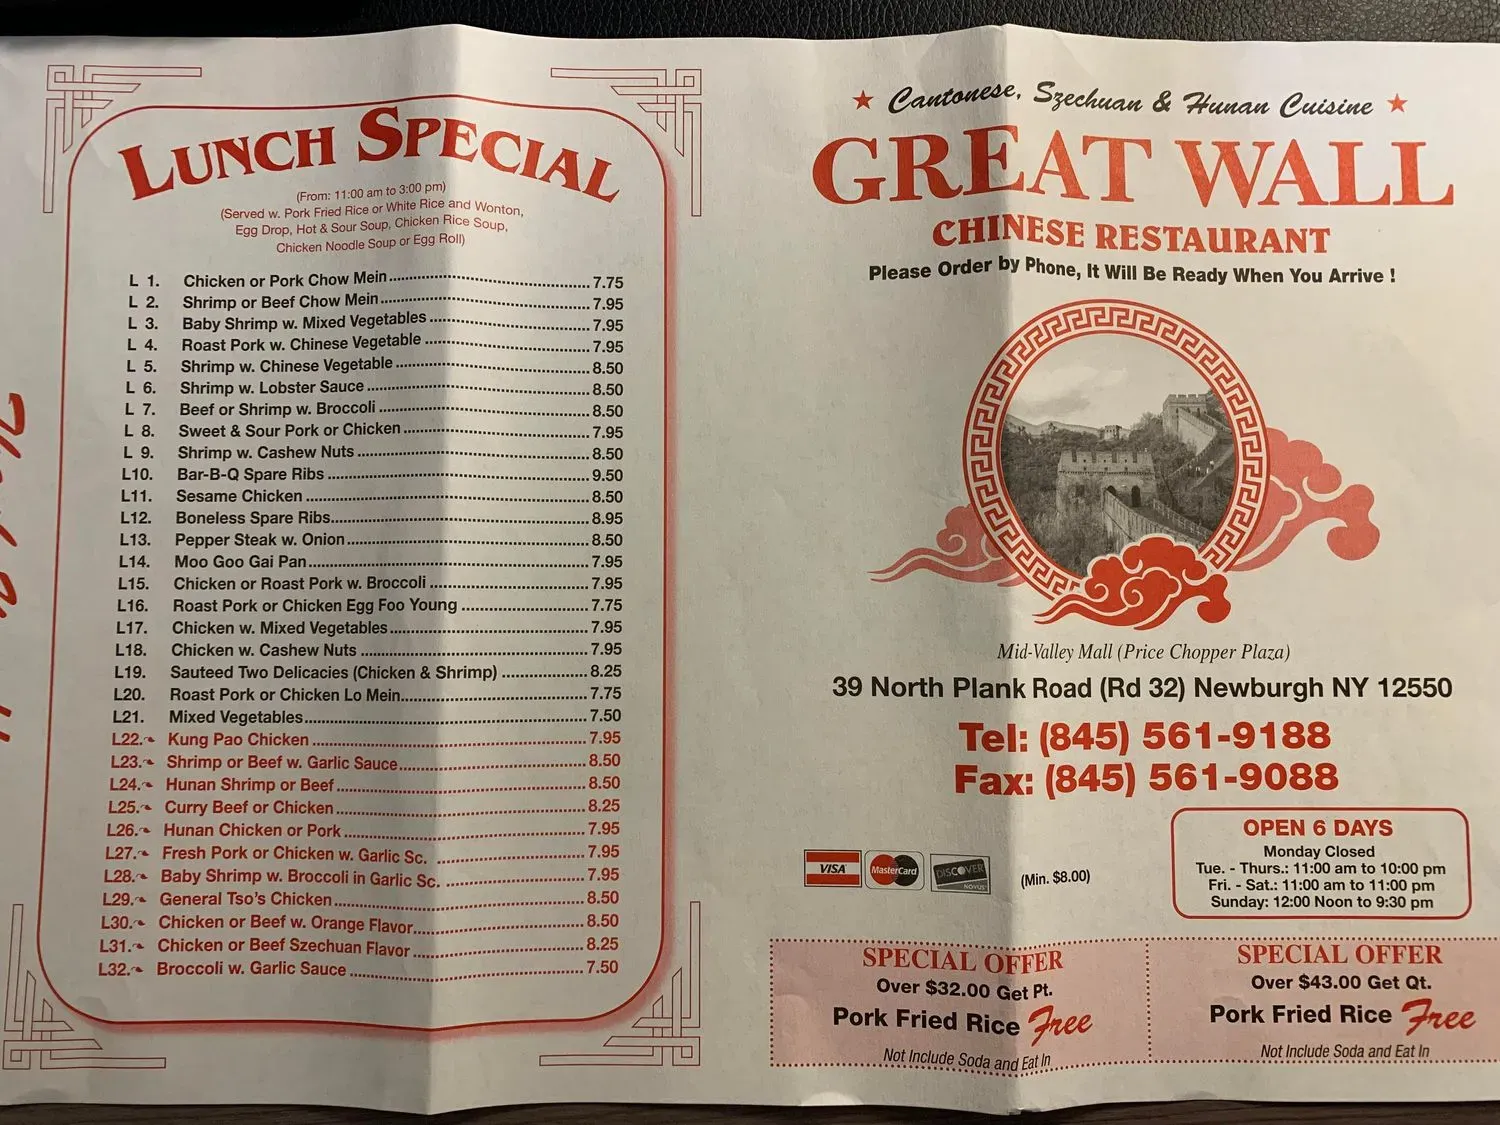 LUNCH SPECIAL
(From: 11:00 am to 3:00 pm)
(Served w. Pork Fried Rice or White Rice and Wonton,
Egg Drop, Hot & Sour Soup, Chicken Rice Soup,
Chicken Noodle Soup or Egg Roll)
L 1. Chicken or Pork Chow Mein 7.75
L 2. Shrimp or Beef Chow Mein 7.95
L 3. Baby Shrimp w. Mixed Vegetables 7.95
L 4. Roast Pork w. Chinese Vegetable 7.95
L 5. Shrimp w. Chinese Vegetable 8.50
L 6. Shrimp w. Lobster Sauce 8.50
L 7. Beef or Shrimp w. Broccoli 8.50
L 8. Sweet & Sour Pork or Chicken 7.95
L 9. Shrimp w. Cashew Nuts 8.50
L10. Bar-B-Q Spare Ribs 9.50
L11. Sesame Chicken 8.50
L12. Boneless Spare Ribs 8.95
L13. Pepper Steak w. Onion 8.50
L14. Moo Goo Gai Pan 7.95
L15. Chicken or Roast Pork w. Broccoli 7.95
L16. Roast Pork or Chicken Egg Foo Young 7.75
L17. Chicken w. Mixed Vegetables 7.95
L18. Chicken w. Cashew Nuts 7.95
L19. Sauteed Two Delicacies (Chicken & Shrimp) 8.25
L20. Roast Pork or Chicken Lo Mein 7.75
L21. Mixed Vegetables 7.50
L22. Kung Pao Chicken 7.95
L23. Shrimp or Beef w. Garlic Sauce 8.50
L24. Hunan Shrimp or Beef 8.50
L25. Curry Beef or Chicken 8.25
L26. Hunan Chicken or Pork 7.95
L27. Fresh Pork or Chicken w. Garlic Sc. 7.95
L28. Baby Shrimp w. Broccoli in Garlic Sc. 7.95
L29. General Tso's Chicken 8.50
L30. Chicken or Beef w. Orange Flavor 8.50
L31. Chicken or Beef Szechuan Flavor 8.25
L32. Broccoli w. Garlic Sauce 7.50
★ Cantonese, Szechuan & Hunan Cuisine ★
GREAT WALL
CHINESE RESTAURANT
Please Order by Phone, It Will Be Ready When You Arrive !
Mid-Valley Mall (Price Chopper Plaza)
39 North Plank Road (Rd 32) Newburgh NY 12550
Tel: (845) 561-9188
Fax: (845) 561-9088
VISA MasterCard DISCOVER NOVUS (Min. $8.00)
OPEN 6 DAYS
Monday Closed
Tue. - Thurs.: 11:00 am to 10:00 pm
Fri. - Sat.: 11:00 am to 11:00 pm
Sunday: 12:00 Noon to 9:30 pm
SPECIAL OFFER
Over $32.00 Get Pt.
Pork Fried Rice Free
Not Include Soda and Eat In
SPECIAL OFFER
Over $43.00 Get Qt.
Pork Fried Rice Free
Not Include Soda and Eat In